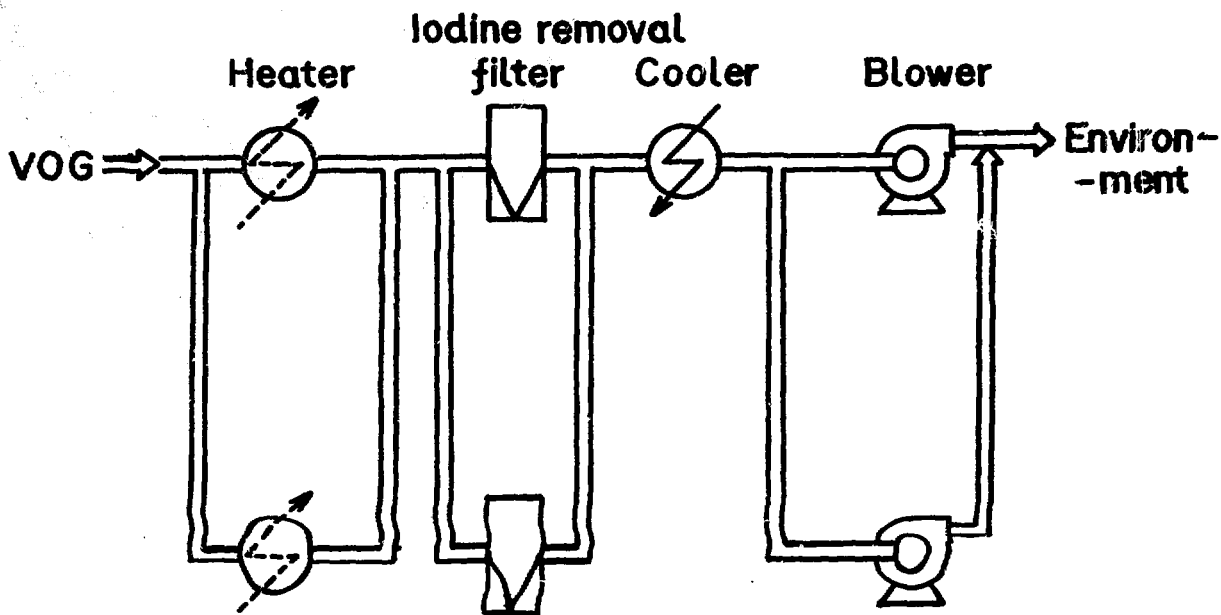 Iodine removal
Heater filter Cooler Blower
VOG
Environ-
-ment